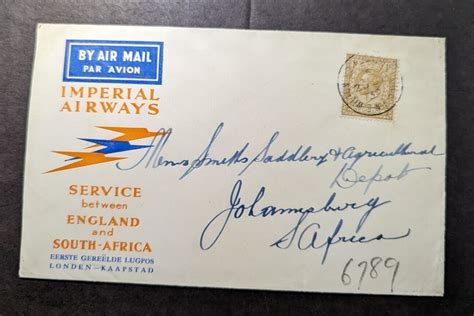 BY AIR MAIL
PAR AVION
IMPERIAL
AIRWAYS
SERVICE
between
ENGLAND
and
SOUTH-AFRICA
EERSTE GEREËLDE LUGPOS
LONDEN-KAAPSTAD
Messrs Smiths Saddlery & Agricultural
Depot
Johannesburg
S Africa
6789